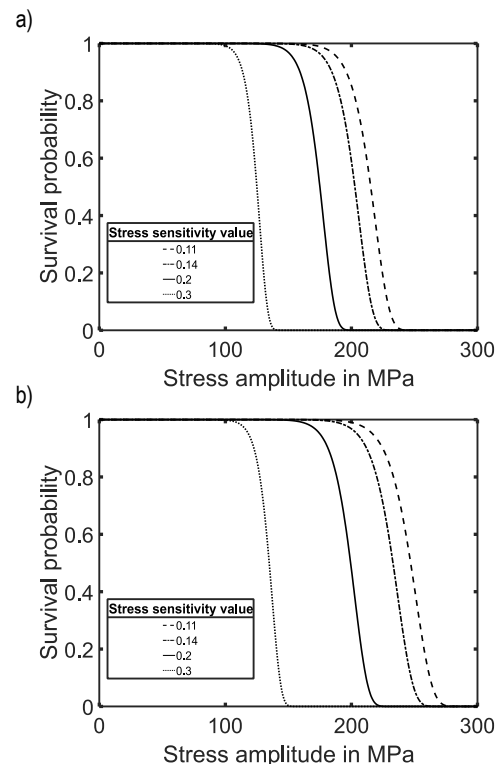 a)
1
0.8
0.6
0.4
0.2
0
Survival probability
Stress sensitivity value
0.11
0.14
0.2
0.3
0 100 200 300
Stress amplitude in MPa
b)
1
0.8
0.6
0.4
0.2
0
Survival probability
Stress sensitivity value
0.11
0.14
0.2
0.3
0 100 200 300
Stress amplitude in MPa